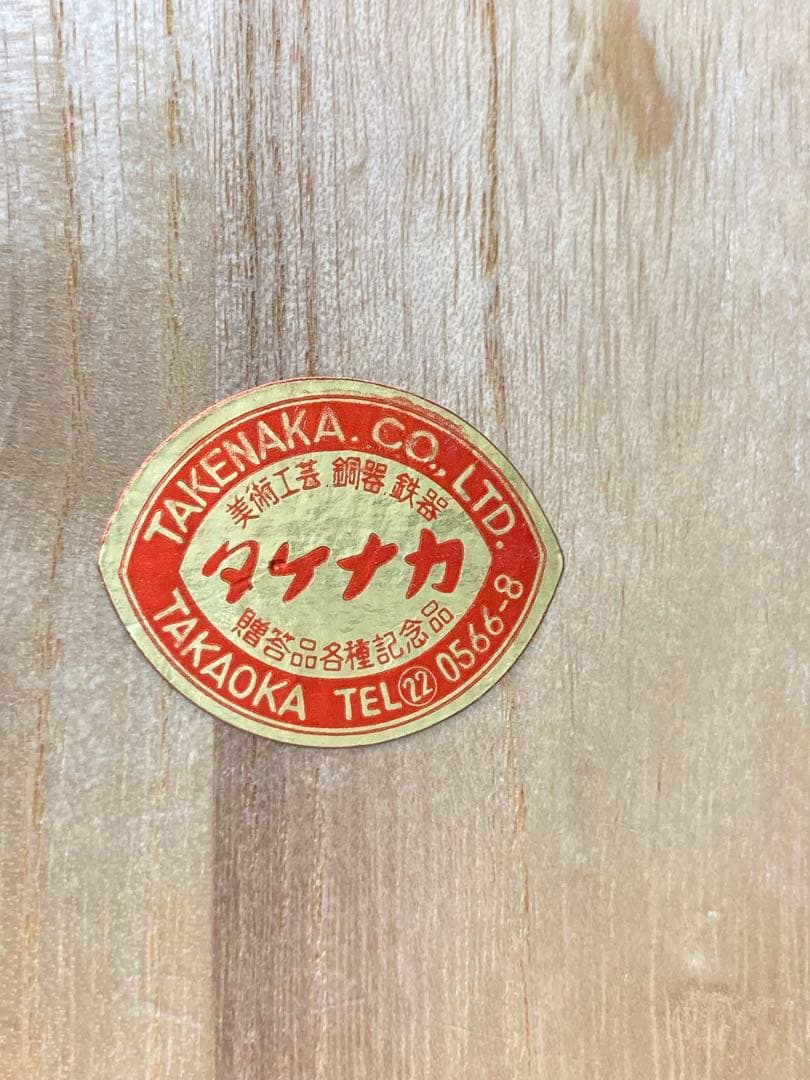 TAKENAKA. CO., LTD.
美術工芸.銅器.鉄器
タケナカ
贈答品各種記念品
TAKAOKA TEL㉒0566-8